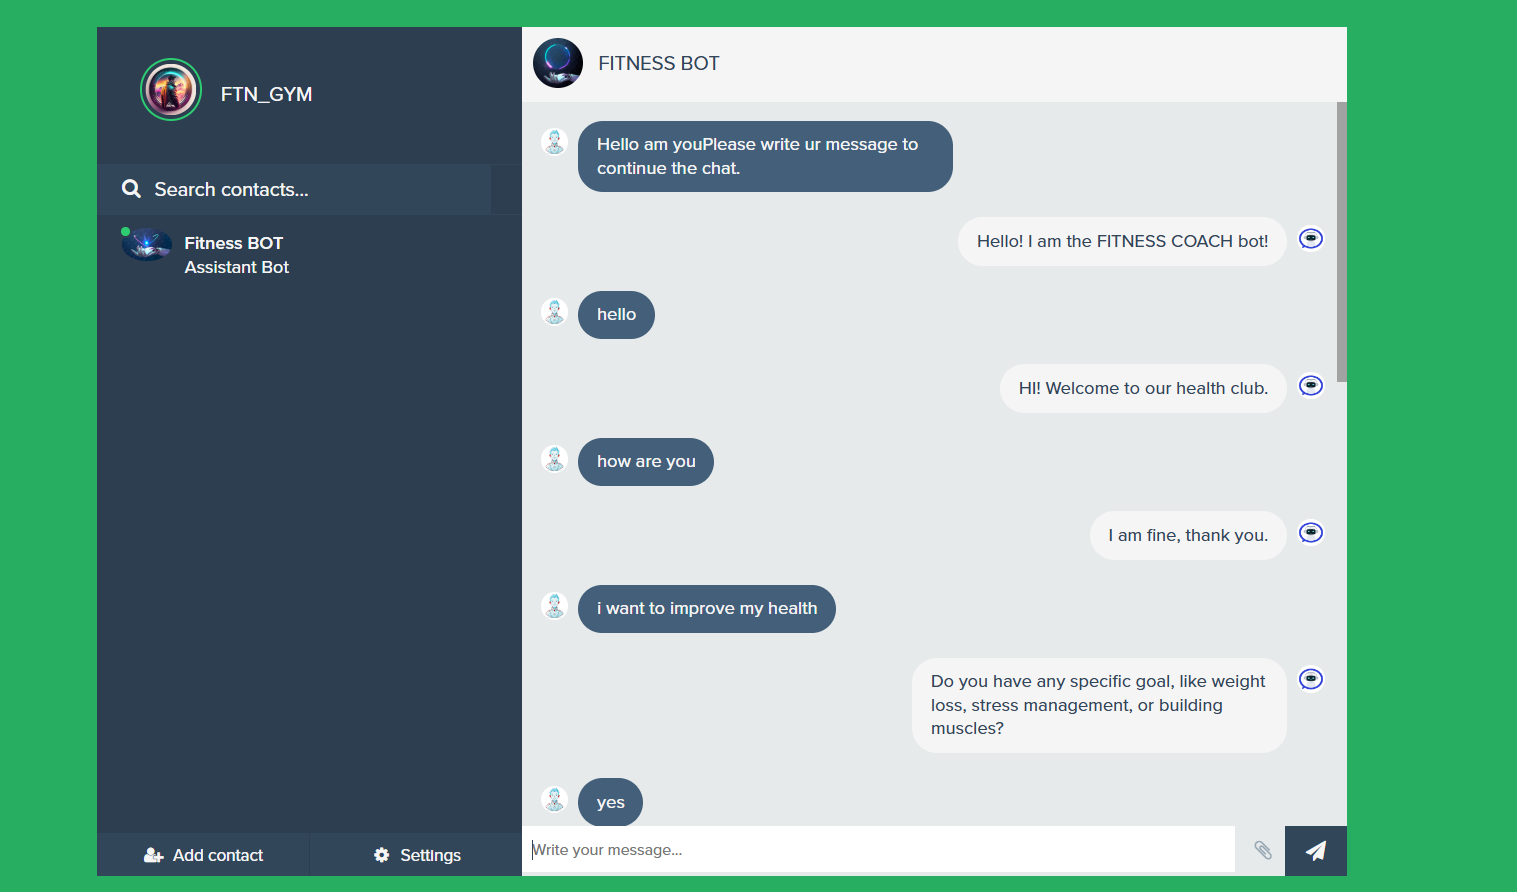 FTN_GYM
Search contacts...
Fitness BOT
Assistant Bot
Add contact
Settings
FITNESS BOT
Hello am youPlease write ur message to
continue the chat.
Hello! I am the FITNESS COACH bot!
hello
HI! Welcome to our health club.
how are you
I am fine, thank you.
i want to improve my health
Do you have any specific goal, like weight
loss, stress management, or building
muscles?
yes
Write your message...